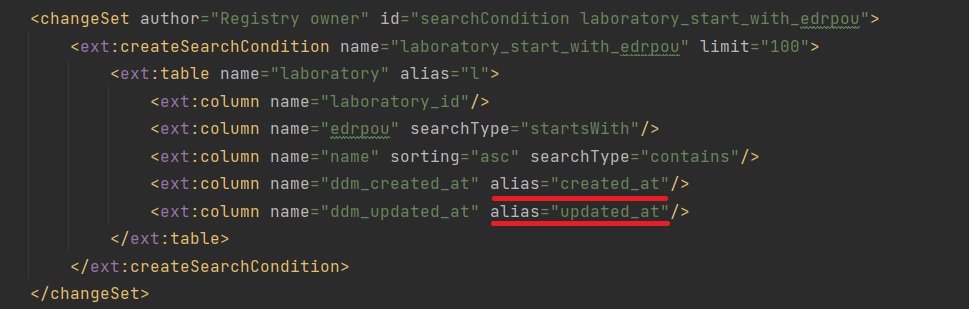 <changeSet author="Registry owner" id="searchCondition laboratory_start_with_edrpou">
<ext:createSearchCondition name="laboratory_start_with_edrpou" limit="100">
<ext:table name="laboratory" alias="l">
<ext:column name="laboratory_id"/>
<ext:column name="edrpou" searchType="startsWith"/>
<ext:column name="name" sorting="asc" searchType="contains"/>
<ext:column name="ddm_created_at" alias="created_at"/>
<ext:column name="ddm_updated_at" alias="updated_at"/>
</ext:table>
</ext:createSearchCondition>
</changeSet>